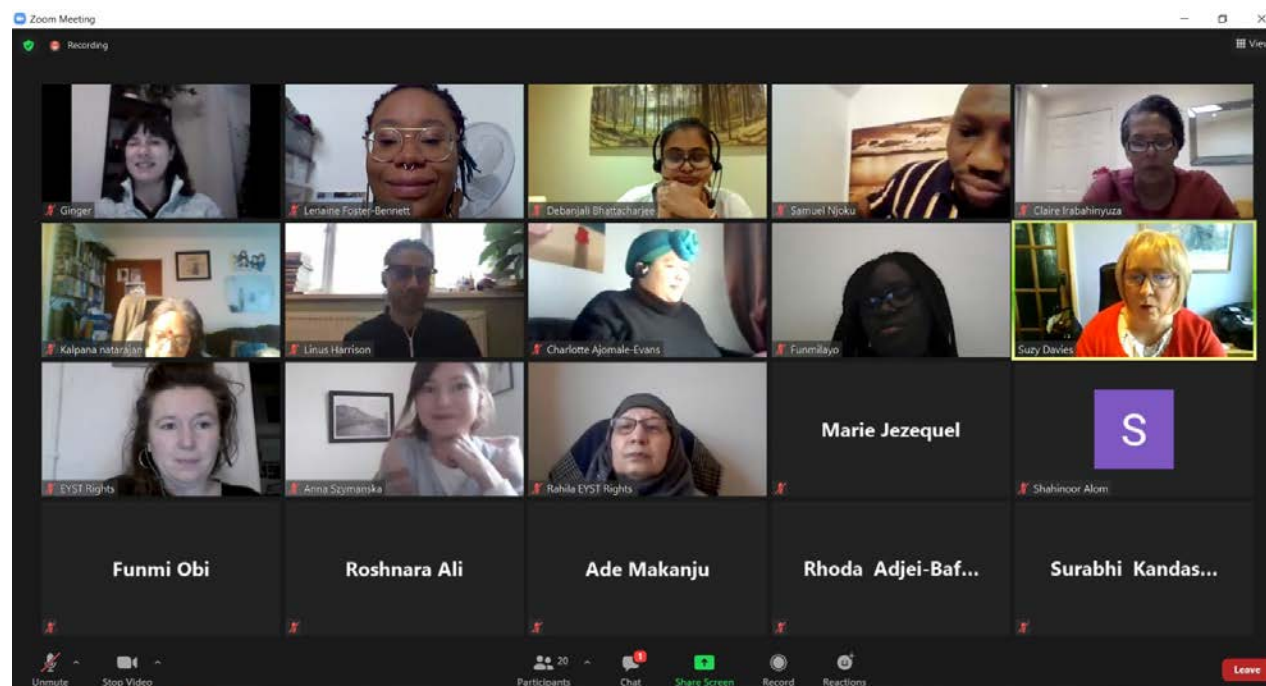 Zoom Meeting
Recording
View
Ginger
Lenaine Foster-Bennett
Debanjali Bhattacharjee
Samuel Njoku
Claire Irabahinyuza
Kalpana natarajan
Linus Harrison
Charlotte Ajomale-Evans
Funmilayo
Suzy Davies
EYST Rights
Anna Szymanska
Rahila EYST Rights
Marie Jezequel
S
Shahinoor Alom
Funmi Obi
Roshnara Ali
Ade Makanju
Rhoda Adjei-Baf...
Surabhi Kandas...
Unmute
Stop Video
20
Participants
1
Chat
Share Screen
Record
Reactions
Leave